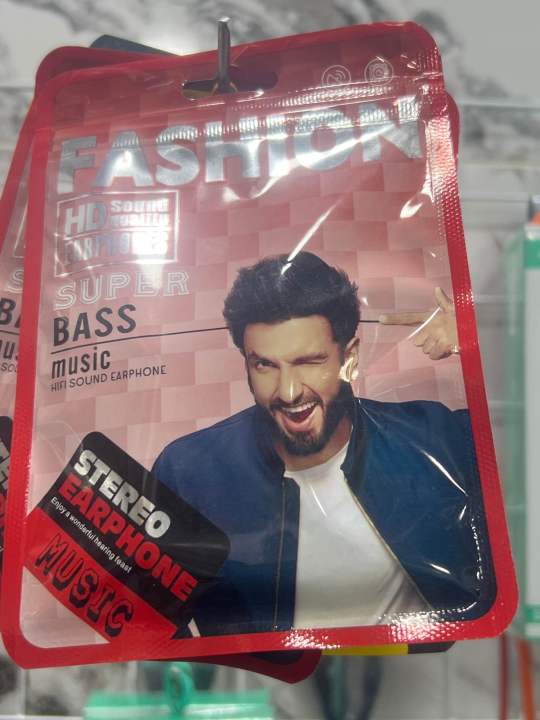 FASHION
HD sound
quality
EARPHONES
SUPER
BASS
music
HIFI SOUND EARPHONE
STEREO
EARPHONE
Enjoy a wonderful hearing feast
MUSIC